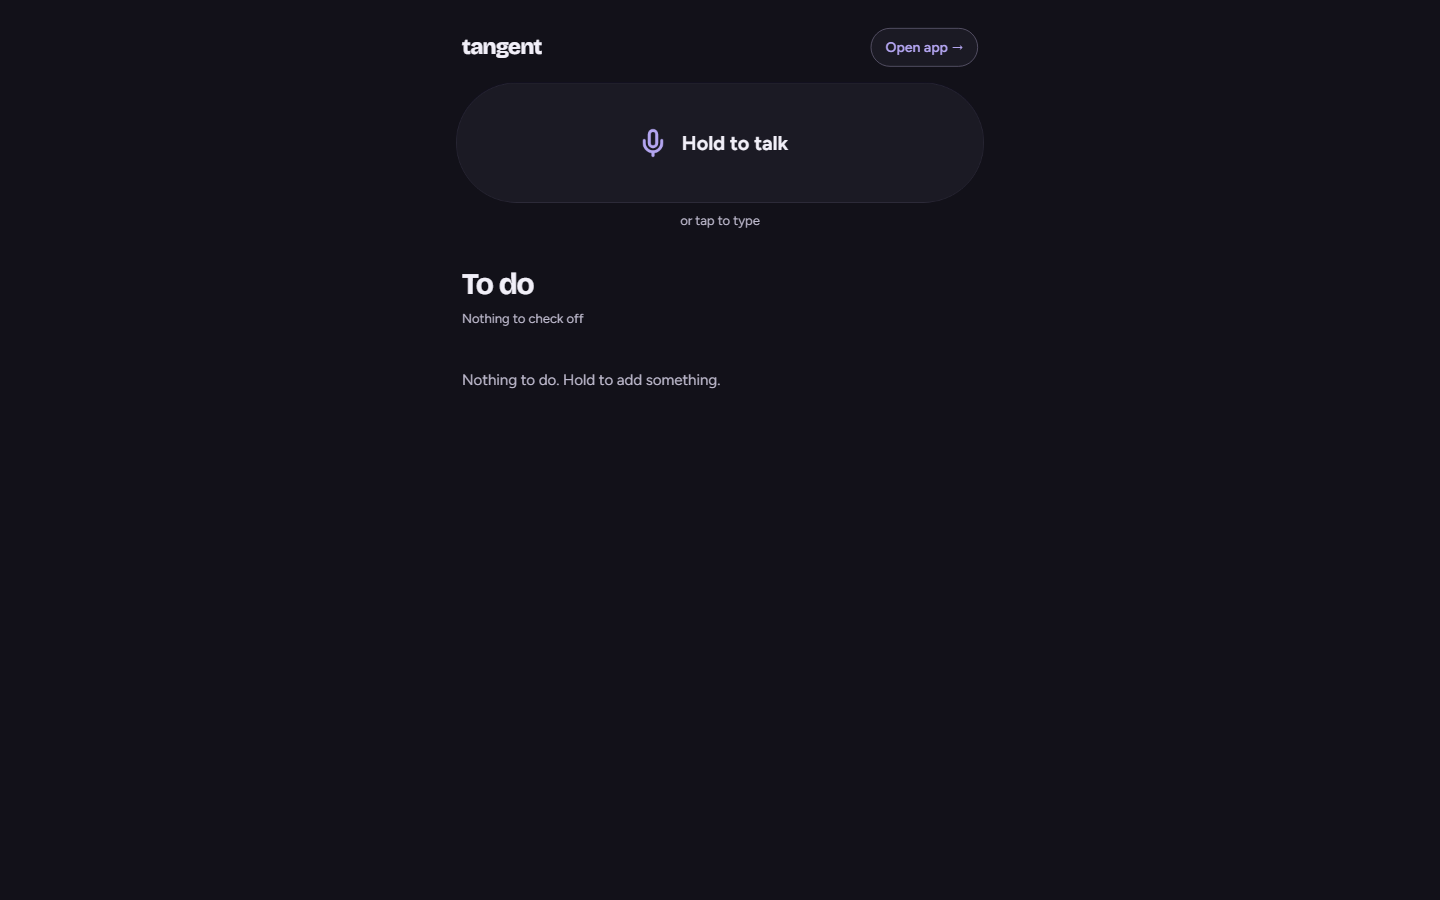 tangent
Open app →
Hold to talk
or tap to type
To do
Nothing to check off
Nothing to do. Hold to add something.